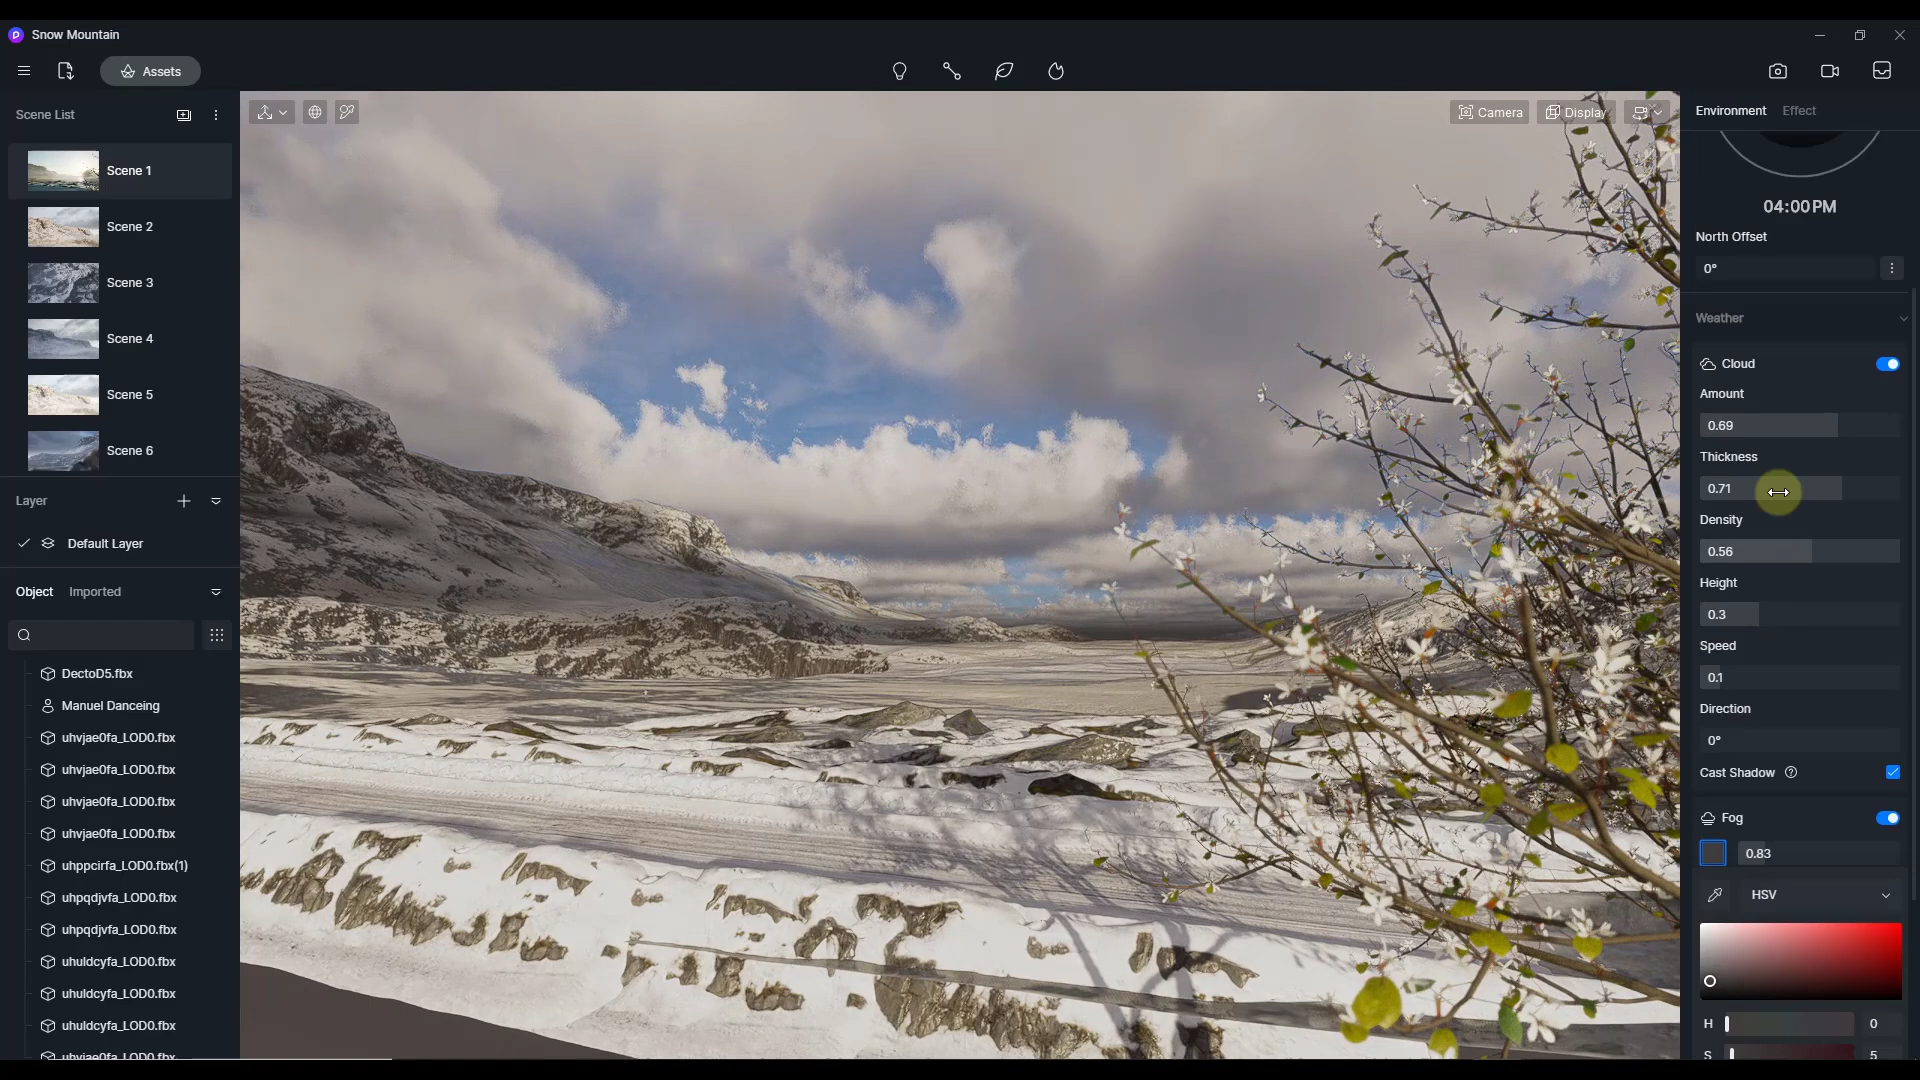 Snow Mountain
Assets
Scene List
Scene 1
Scene 2
Scene 3
Scene 4
Scene 5
Scene 6
Layer
Default Layer
Object Imported
DectoD5.fbx
Manuel Danceing
uhvjae0fa_LOD0.fbx
uhvjae0fa_LOD0.fbx
uhvjae0fa_LOD0.fbx
uhvjae0fa_LOD0.fbx
uhppcirfa_LOD0.fbx(1)
uhpqdjvfa_LOD0.fbx
uhpqdjvfa_LOD0.fbx
uhuldcyfa_LOD0.fbx
uhuldcyfa_LOD0.fbx
uhuldcyfa_LOD0.fbx
uhvjae0fa_LOD0.fbx
Camera Display
Environment Effect
04:00PM
North Offset
0°
Weather
Cloud
Amount
0.69
Thickness
0.71
Density
0.56
Height
0.3
Speed
0.1
Direction
0°
Cast Shadow
Fog
0.83
HSV
H 0
S 5